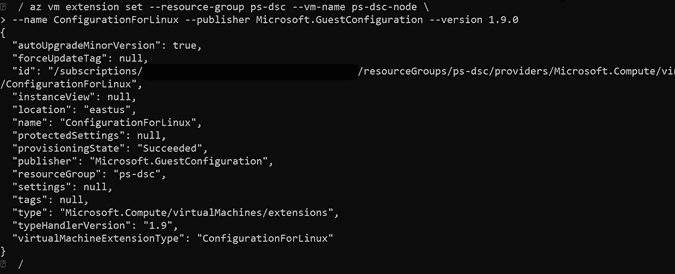 / az vm extension set --resource-group ps-dsc --vm-name ps-dsc-node \
> --name ConfigurationForLinux --publisher Microsoft.GuestConfiguration --version 1.9.0
{
"autoUpgradeMinorVersion": true,
"forceUpdateTag": null,
"id": "/subscriptions/ /resourceGroups/ps-dsc/providers/Microsoft.Compute/vi
/ConfigurationForLinux",
"instanceView": null,
"location": "eastus",
"name": "ConfigurationForLinux",
"protectedSettings": null,
"provisioningState": "Succeeded",
"publisher": "Microsoft.GuestConfiguration",
"resourceGroup": "ps-dsc",
"settings": null,
"tags": null,
"type": "Microsoft.Compute/virtualMachines/extensions",
"typeHandlerVersion": "1.9",
"virtualMachineExtensionType": "ConfigurationForLinux"
}
/